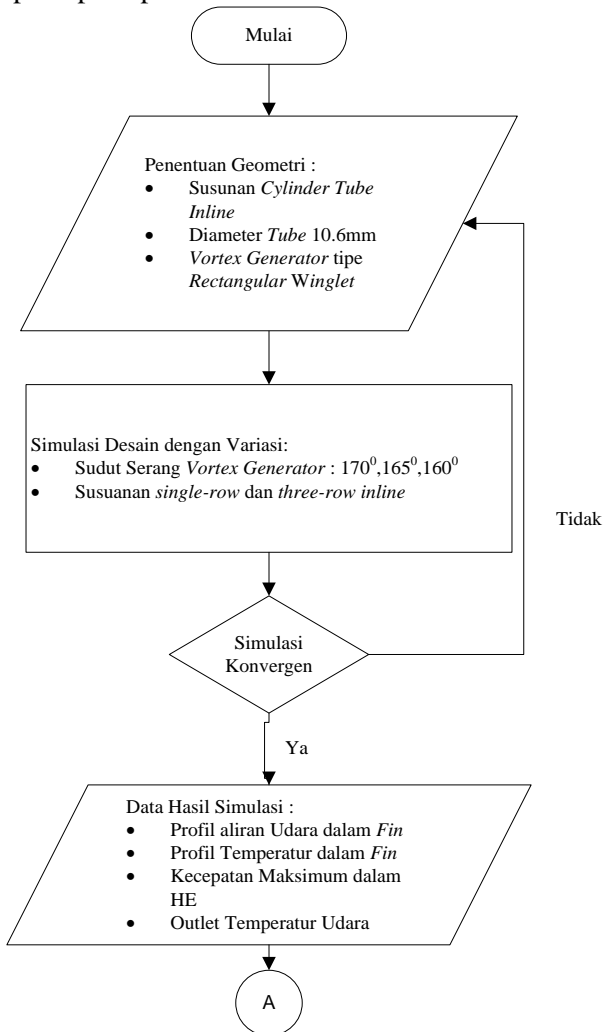 Mulai
Penentuan Geometri :
• Susunan Cylinder Tube
Inline
• Diameter Tube 10.6mm
• Vortex Generator tipe
Rectangular Winglet
Simulasi Desain dengan Variasi:
• Sudut Serang Vortex Generator : 170⁰,165⁰,160⁰
• Susuanan single-row dan three-row inline
Tidak
Simulasi
Konvergen
Ya
Data Hasil Simulasi :
• Profil aliran Udara dalam Fin
• Profil Temperatur dalam Fin
• Kecepatan Maksimum dalam
HE
• Outlet Temperatur Udara
A